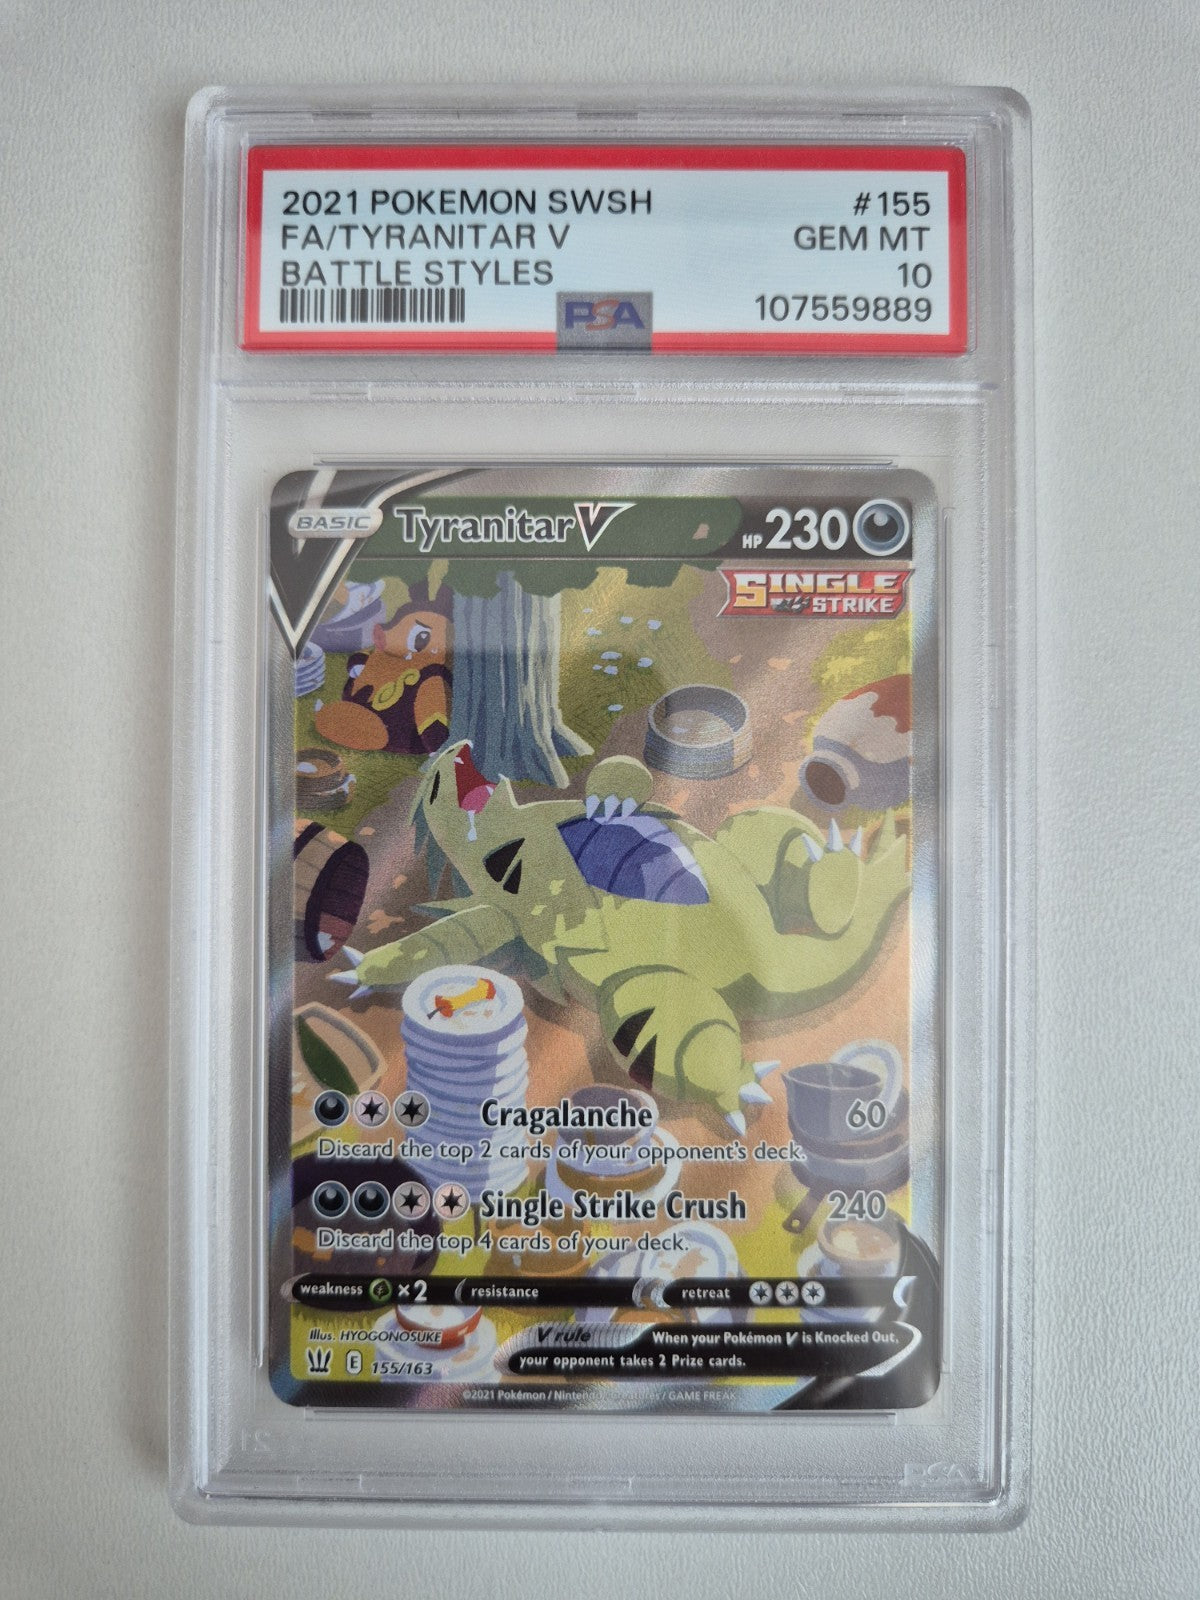 2021 POKEMON SWSH #155
FA/TYRANITAR V GEM MT
BATTLE STYLES 10
PSA 107559889
BASIC Tyranitar V HP 230
SINGLE
STRIKE
Cragalanche 60
Discard the top 2 cards of your opponent's deck.
Single Strike Crush 240
Discard the top 4 cards of your deck.
weakness ×2 resistance retreat
Illus. HYOGONOSUKE
V rule When your Pokémon V is Knocked Out,
your opponent takes 2 Prize cards.
E 155/163
©2021 Pokémon / Nintendo / Creatures / GAME FREAK
PSA